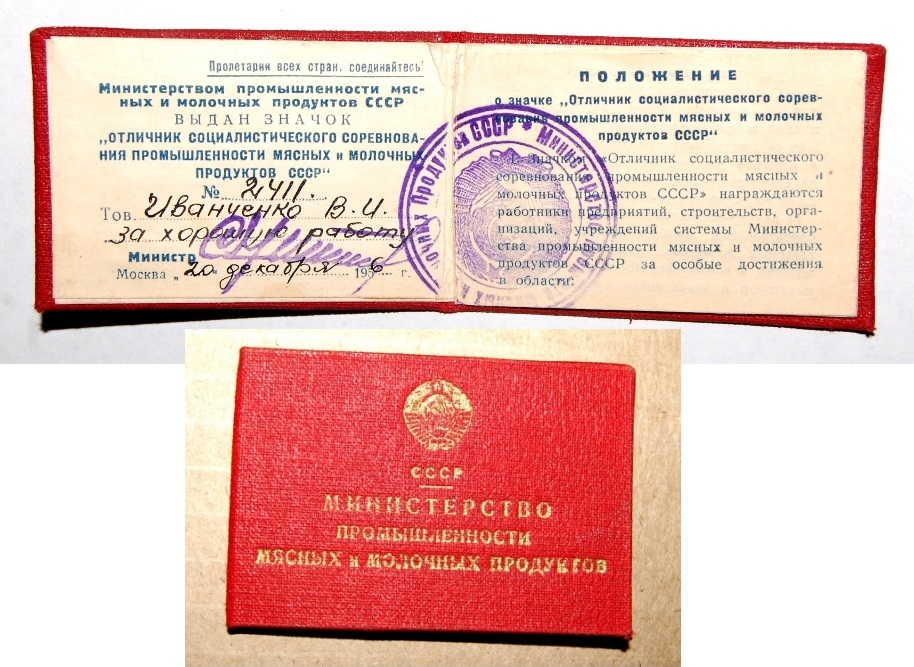 Пролетарии всех стран, соединяйтесь!
Министерством промышленности мяс-
ных и молочных продуктов СССР
ВЫДАН ЗНАЧОК
„ОТЛИЧНИК СОЦИАЛИСТИЧЕСКОГО СОРЕВНОВА-
НИЯ ПРОМЫШЛЕННОСТИ МЯСНЫХ И МОЛОЧНЫХ
ПРОДУКТОВ СССР"
№ 2411.
Тов. Иванченко В. И.
за хорошую работу
Министр
Москва „20" декабря 1956 г.
ПОЛОЖЕНИЕ
о значке „Отличник социалистического сорев-
нования промышленности мясных и молочных
продуктов СССР"
1. Значком «Отличник социалистического
соревнования промышленности мясных и
молочных продуктов СССР» награждаются
работники предприятий, строительств, орга-
низаций, учреждений системы Министер-
ства промышленности мясных и молочных
продуктов СССР за особые достижения
в области:
СССР
МИНИСТЕРСТВО
ПРОМЫШЛЕННОСТИ
МЯСНЫХ и МОЛОЧНЫХ ПРОДУКТОВ